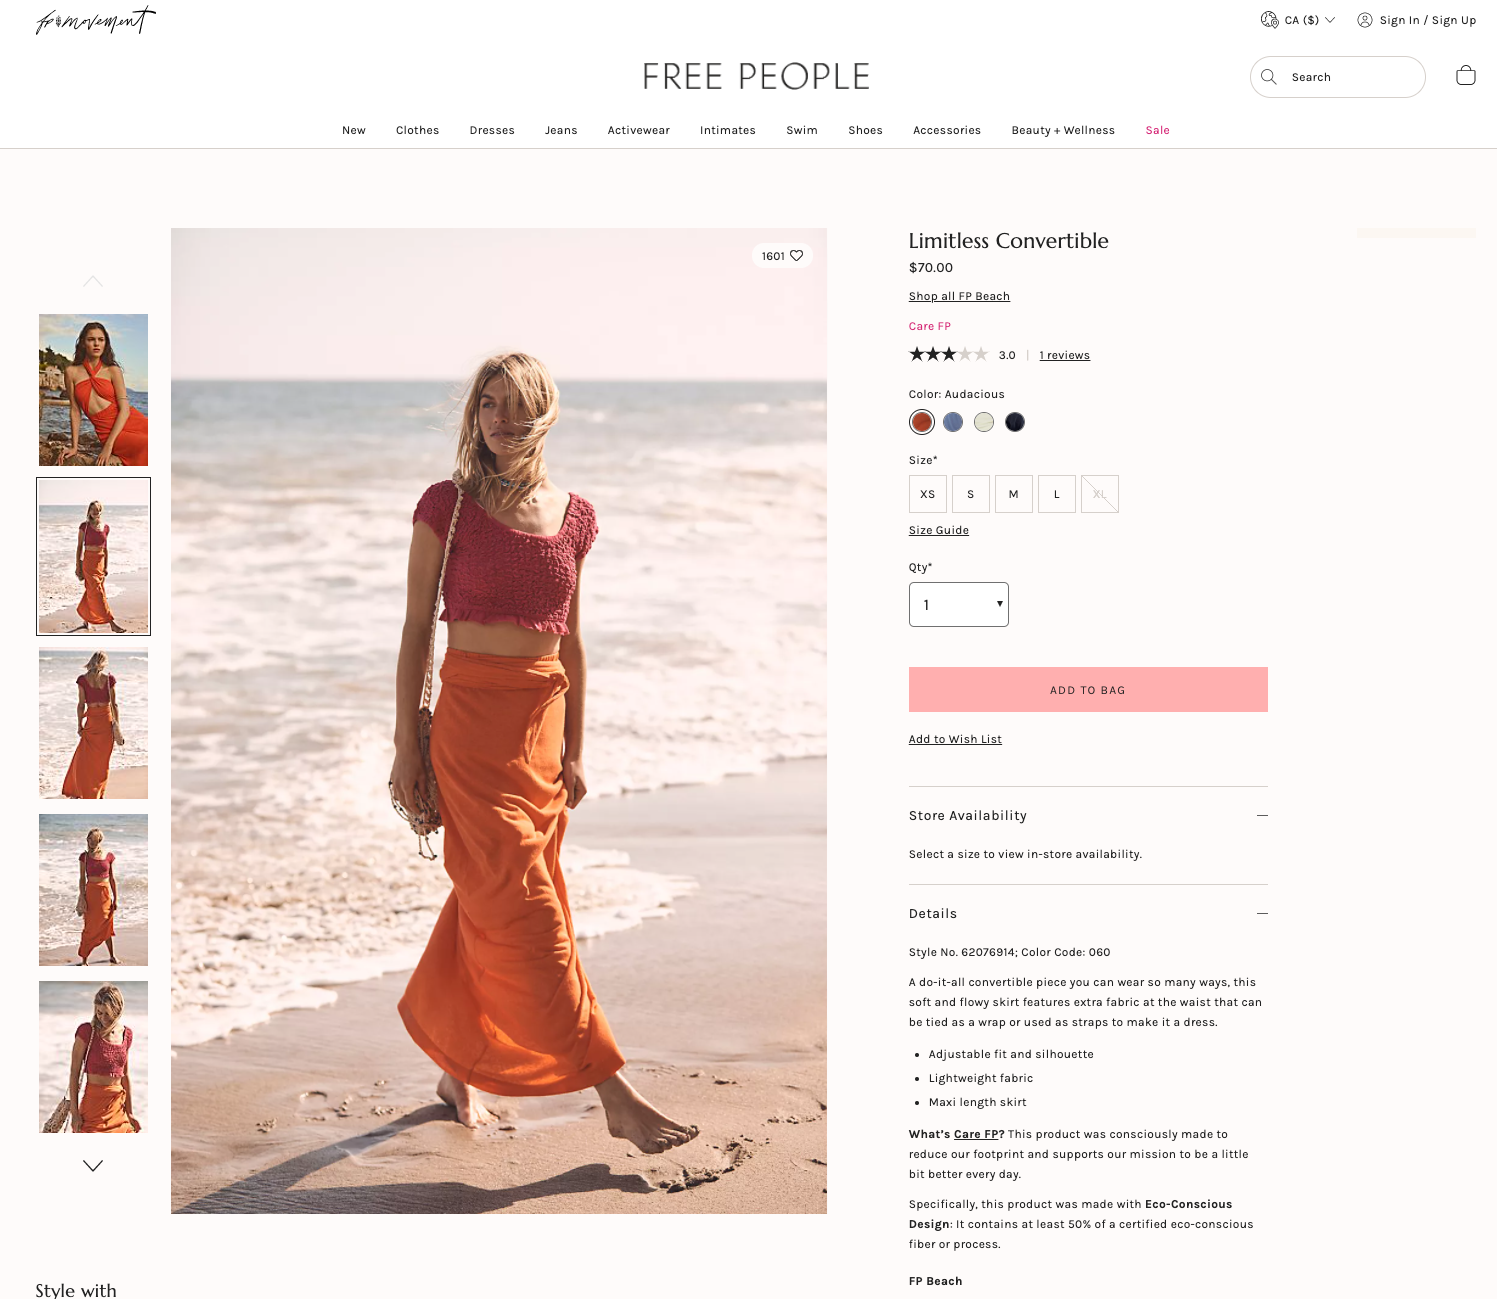 fp movement
CA ($)
Sign In / Sign Up
FREE PEOPLE
Search
New Clothes Dresses Jeans Activewear Intimates Swim Shoes Accessories Beauty + Wellness Sale
1601
Limitless Convertible
$70.00
Shop all FP Beach
Care FP
3.0 | 1 reviews
Color: Audacious
Size*
XS S M L XL
Size Guide
Qty*
1
ADD TO BAG
Add to Wish List
Store Availability
Select a size to view in-store availability.
Details
Style No. 62076914; Color Code: 060
A do-it-all convertible piece you can wear so many ways, this
soft and flowy skirt features extra fabric at the waist that can
be tied as a wrap or used as straps to make it a dress.
Adjustable fit and silhouette
Lightweight fabric
Maxi length skirt
What's Care FP? This product was consciously made to
reduce our footprint and supports our mission to be a little
bit better every day.
Specifically, this product was made with Eco-Conscious
Design: It contains at least 50% of a certified eco-conscious
fiber or process.
FP Beach
Style with